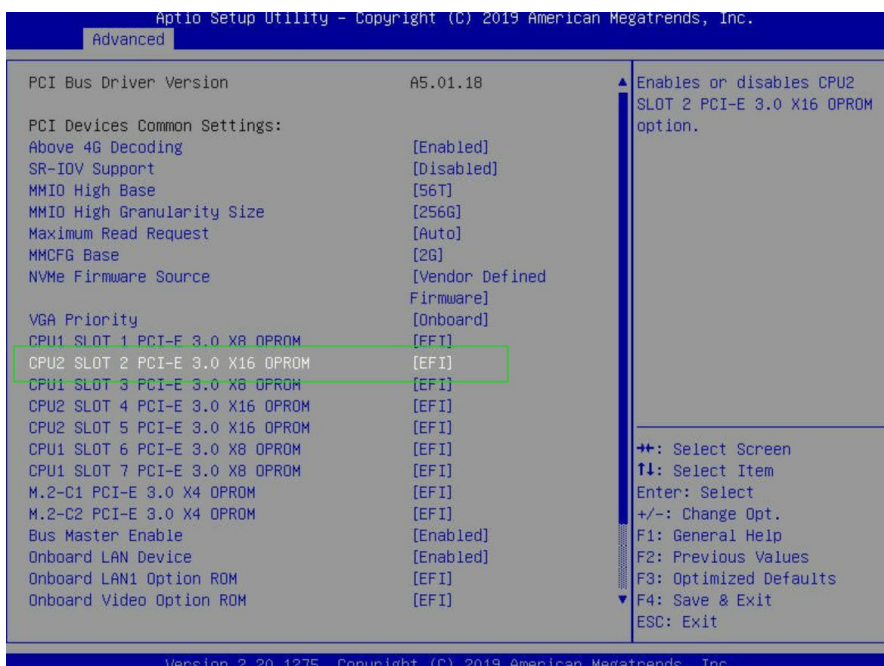 Aptio Setup Utility – Copyright (C) 2019 American Megatrends, Inc.
Advanced
PCI Bus Driver Version A5.01.18
PCI Devices Common Settings:
Above 4G Decoding [Enabled]
SR-IOV Support [Disabled]
MMIO High Base [56T]
MMIO High Granularity Size [256G]
Maximum Read Request [Auto]
MMCFG Base [2G]
NVMe Firmware Source [Vendor Defined
Firmware]
VGA Priority [Onboard]
CPU1 SLOT 1 PCI-E 3.0 X8 OPROM [EFI]
CPU2 SLOT 2 PCI-E 3.0 X16 OPROM [EFI]
CPU1 SLOT 3 PCI-E 3.0 X8 OPROM [EFI]
CPU2 SLOT 4 PCI-E 3.0 X16 OPROM [EFI]
CPU2 SLOT 5 PCI-E 3.0 X16 OPROM [EFI]
CPU1 SLOT 6 PCI-E 3.0 X8 OPROM [EFI]
CPU1 SLOT 7 PCI-E 3.0 X8 OPROM [EFI]
M.2-C1 PCI-E 3.0 X4 OPROM [EFI]
M.2-C2 PCI-E 3.0 X4 OPROM [EFI]
Bus Master Enable [Enabled]
Onboard LAN Device [Enabled]
Onboard LAN1 Option ROM [EFI]
Onboard Video Option ROM [EFI]
Enables or disables CPU2
SLOT 2 PCI-E 3.0 X16 OPROM
option.
→←: Select Screen
↑↓: Select Item
Enter: Select
+/-: Change Opt.
F1: General Help
F2: Previous Values
F3: Optimized Defaults
F4: Save & Exit
ESC: Exit
Version 2.20.1275. Copyright (C) 2019 American Megatrends, Inc.